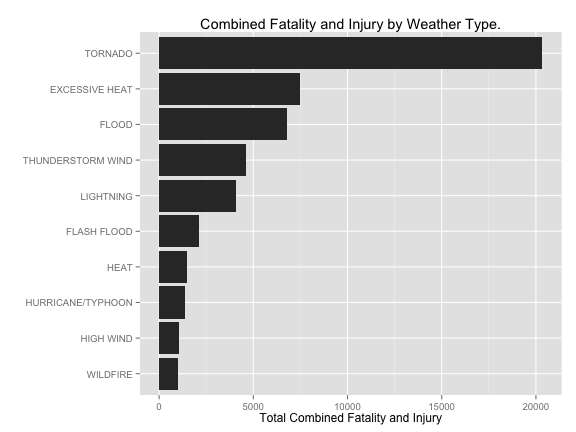 Combined Fatality and Injury by Weather Type.
TORNADO
EXCESSIVE HEAT
FLOOD
THUNDERSTORM WIND
LIGHTNING
FLASH FLOOD
HEAT
HURRICANE/TYPHOON
HIGH WIND
WILDFIRE
0 5000 10000 15000 20000
Total Combined Fatality and Injury